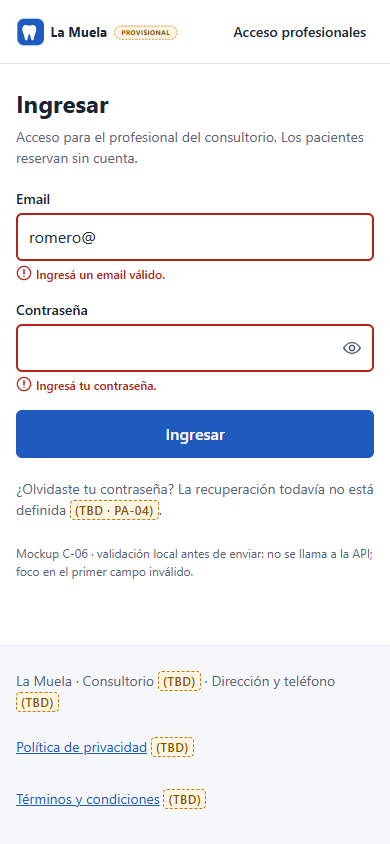 La Muela PROVISIONAL Acceso profesionales
Ingresar
Acceso para el profesional del consultorio. Los pacientes
reservan sin cuenta.
Email
romero@
Ingresá un email válido.
Contraseña
Ingresá tu contraseña.
Ingresar
¿Olvidaste tu contraseña? La recuperación todavía no está
definida (TBD · PA-04).
Mockup C-06 · validación local antes de enviar: no se llama a la API;
foco en el primer campo inválido.
La Muela · Consultorio (TBD) · Dirección y teléfono
(TBD)
Política de privacidad (TBD)
Términos y condiciones (TBD)